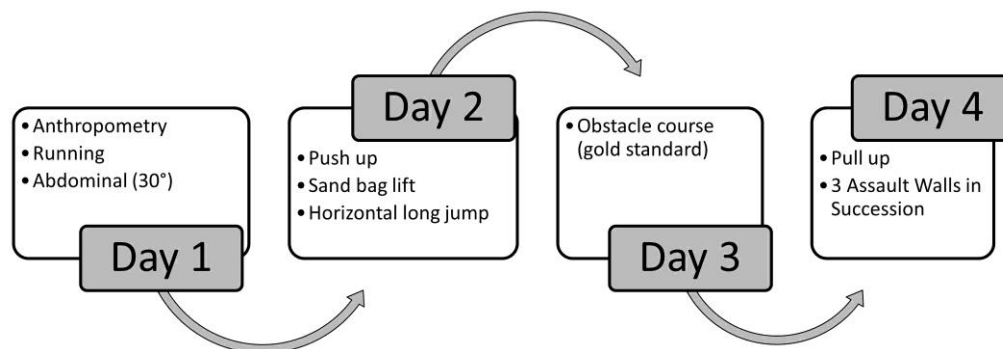 • Anthropometry
• Running
• Abdominal (30°)
Day 1
Day 2
• Push up
• Sand bag lift
• Horizontal long jump
• Obstacle course
(gold standard)
Day 3
Day 4
• Pull up
• 3 Assault Walls in
Succession